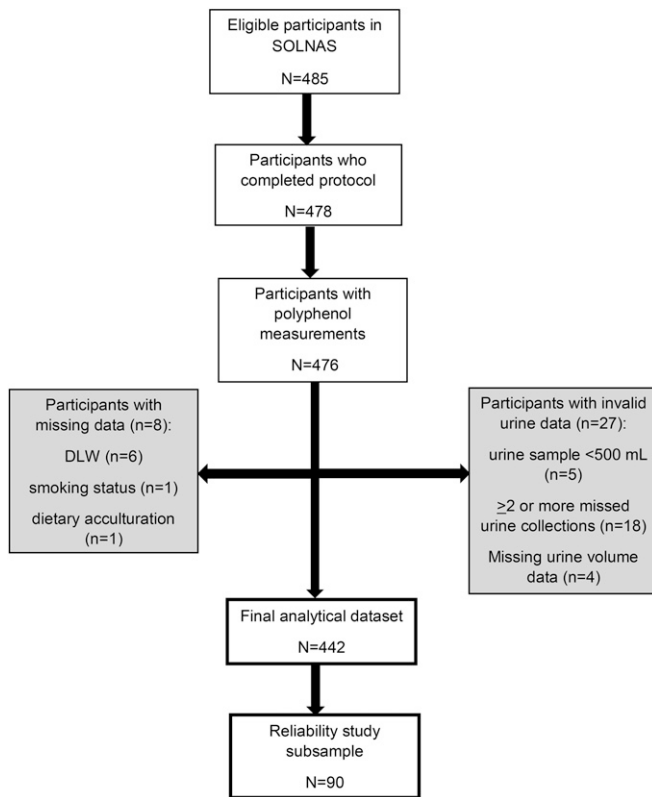 Eligible participants in
SOLNAS
N=485
Participants who
completed protocol
N=478
Participants with
polyphenol
measurements
N=476
Participants with
missing data (n=8):
DLW (n=6)
smoking status (n=1)
dietary acculturation
(n=1)
Participants with invalid
urine data (n=27):
urine sample <500 mL
(n=5)
≥2 or more missed
urine collections (n=18)
Missing urine volume
data (n=4)
Final analytical dataset
N=442
Reliability study
subsample
N=90